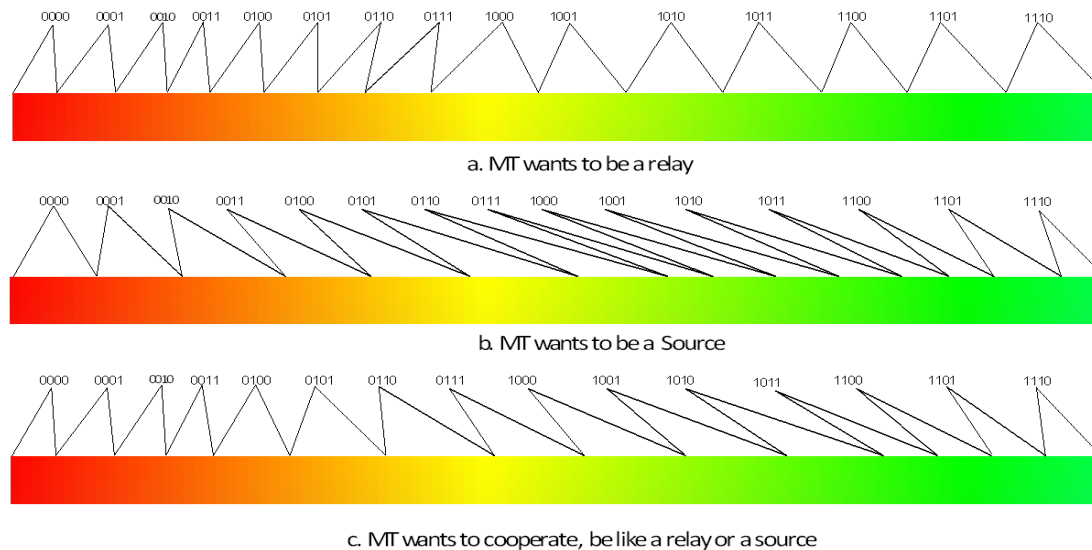 0000 0001 0010 0011 0100 0101 0110 0111 1000 1001 1010 1011 1100 1101 1110
a. MT wants to be a relay
0000 0001 0010 0011 0100 0101 0110 0111 1000 1001 1010 1011 1100 1101 1110
b. MT wants to be a Source
0000 0001 0010 0011 0100 0101 0110 0111 1000 1001 1010 1011 1100 1101 1110
c. MT wants to cooperate, be like a relay or a source